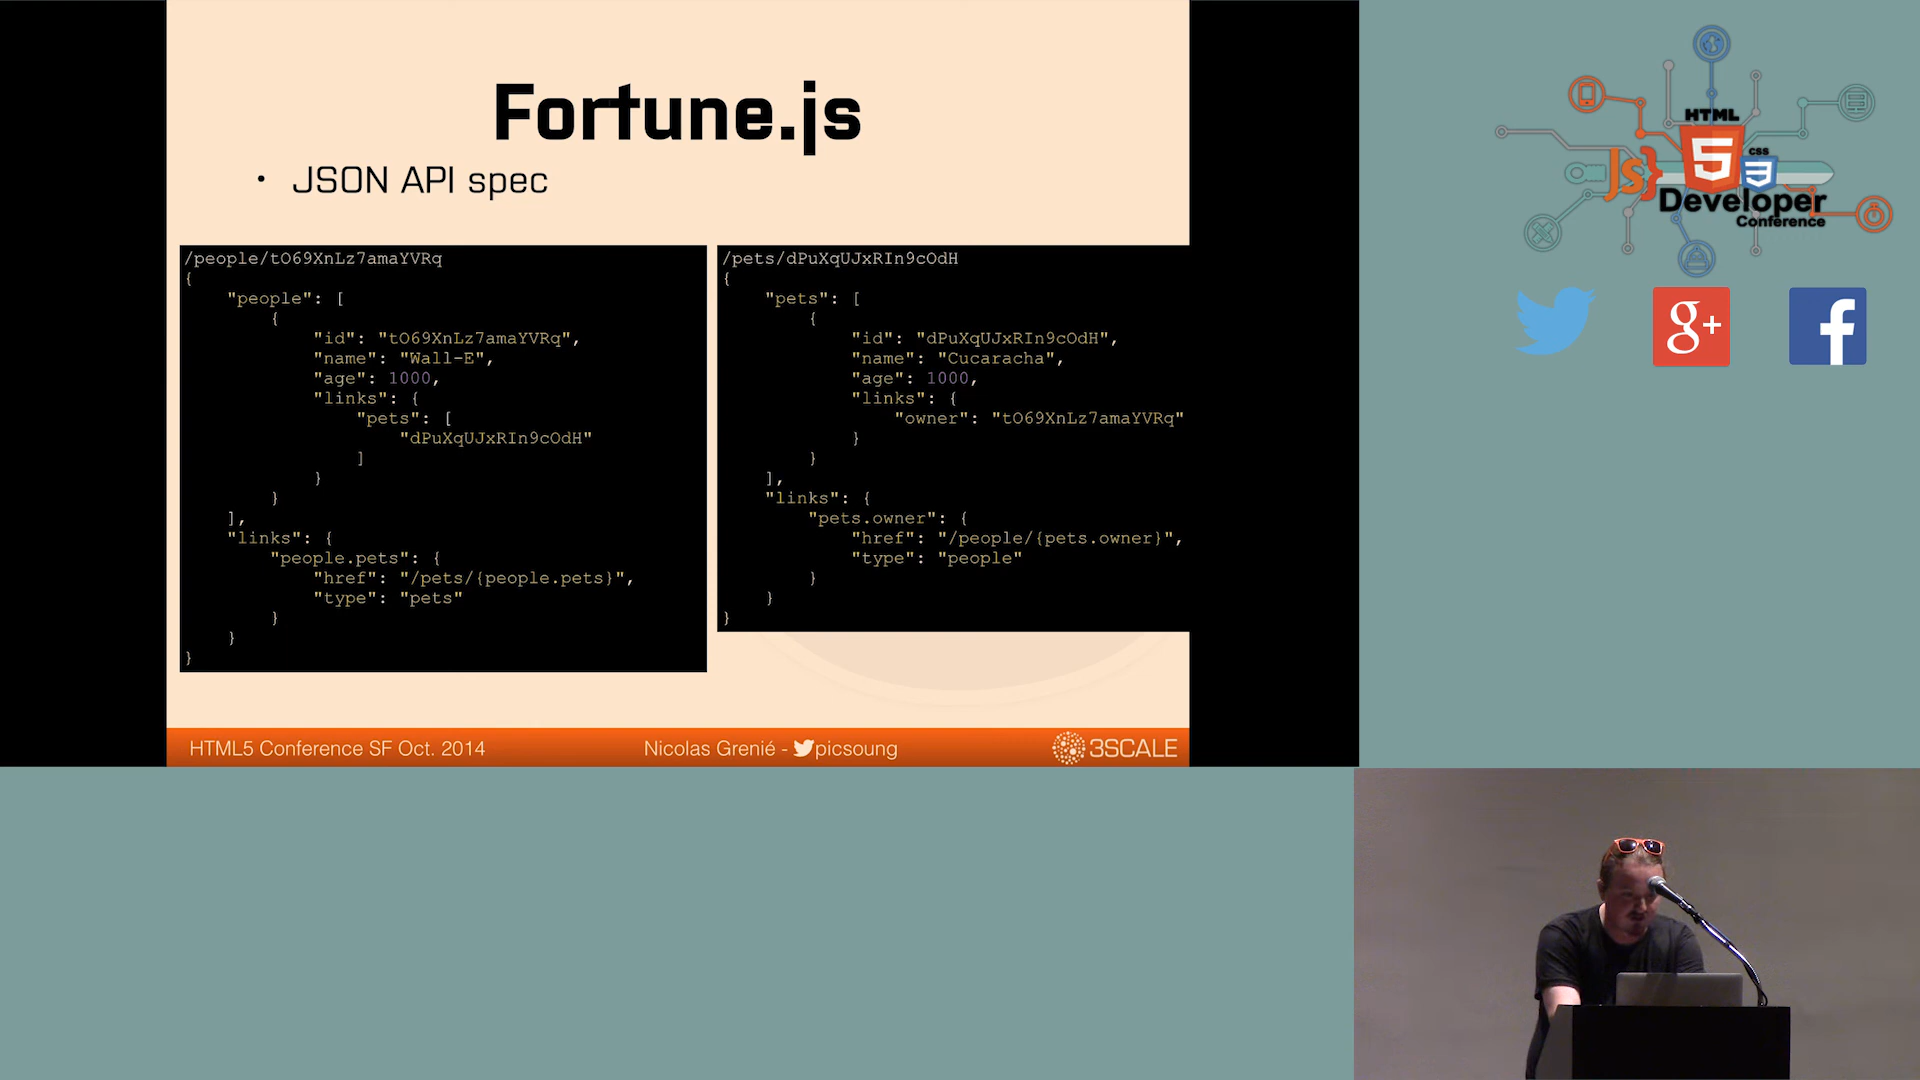 Fortune.js
• JSON API spec
/people/tO69XnLz7amaYVRq
{
    "people": [
        {
            "id": "tO69XnLz7amaYVRq",
            "name": "Wall-E",
            "age": 1000,
            "links": {
                "pets": [
                    "dPuXqUJxRIn9cOdH"
                ]
            }
        }
    ],
    "links": {
        "people.pets": {
            "href": "/pets/{people.pets}",
            "type": "pets"
        }
    }
}
/pets/dPuXqUJxRIn9cOdH
{
    "pets": [
        {
            "id": "dPuXqUJxRIn9cOdH",
            "name": "Cucaracha",
            "age": 1000,
            "links": {
                "owner": "tO69XnLz7amaYVRq"
            }
        }
    ],
    "links": {
        "pets.owner": {
            "href": "/people/{pets.owner}",
            "type": "people"
        }
    }
}
HTML5 Conference SF Oct. 2014
Nicolas Grenié - picsoung
3SCALE
HTML
5
CSS
3
JS}
Developer
Conference
g+
f